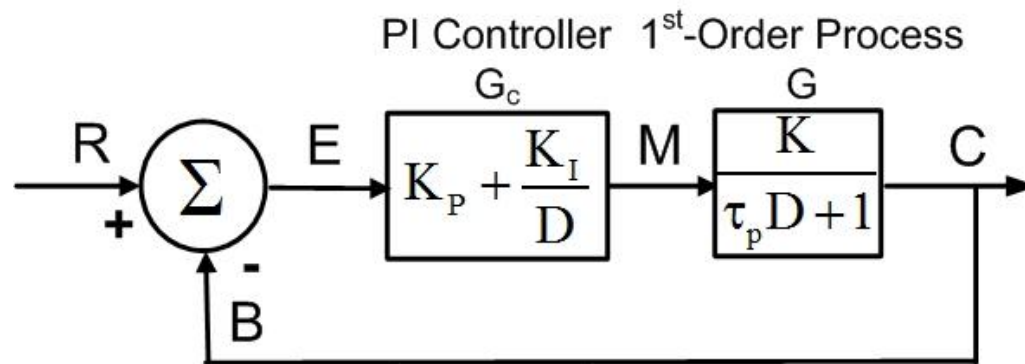 PI Controller 1st-Order Process
Gc G
R E KP + KI/D M K/(τpD+1) C
+ Σ
-
B